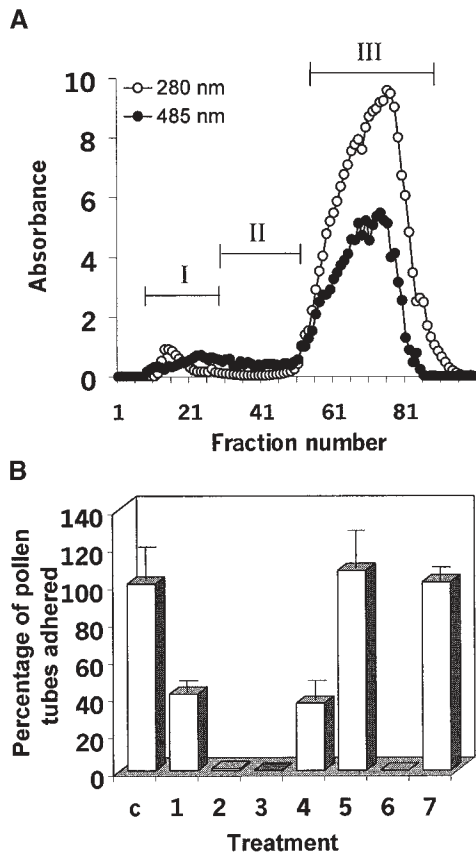 A
III
10
280 nm
485 nm
8
6
II
4
I
2
0
Absorbance
1 21 41 61 81
Fraction number
B
140
120
100
80
60
40
20
0
Percentage of pollen
tubes adhered
c 1 2 3 4 5 6 7
Treatment